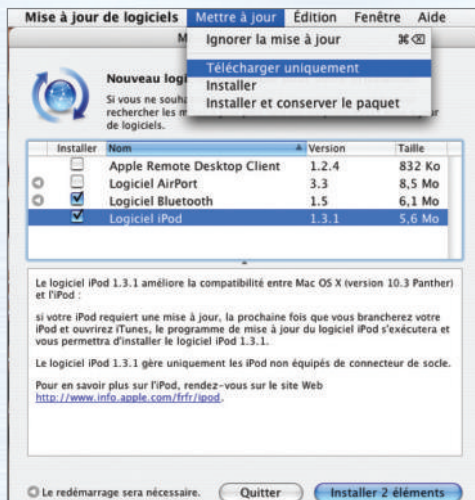 Mise à jour de logiciels Mettre à jour Édition Fenêtre Aide
M
Ignorer la mise à jour ⌘⌫
Télécharger uniquement
Installer
Installer et conserver le paquet
Nouveau logi
Si vous ne souha
rechercher les m
de logiciels.
Installer Nom Version Taille
Apple Remote Desktop Client 1.2.4 832 Ko
Logiciel AirPort 3.3 8,5 Mo
Logiciel Bluetooth 1.5 6,1 Mo
Logiciel iPod 1.3.1 5,6 Mo
Le logiciel iPod 1.3.1 améliore la compatibilité entre Mac OS X (version 10.3 Panther)
et l'iPod :
si votre iPod requiert une mise à jour, la prochaine fois que vous brancherez votre
iPod et ouvrirez iTunes, le programme de mise à jour du logiciel iPod s'exécutera et
vous permettra d'installer le logiciel iPod 1.3.1.
Le logiciel iPod 1.3.1 gère uniquement les iPod non équipés de connecteur de socle.
Pour en savoir plus sur l'iPod, rendez-vous sur le site Web
http://www.info.apple.com/frfr/ipod.
Le redémarrage sera nécessaire. Quitter Installer 2 éléments